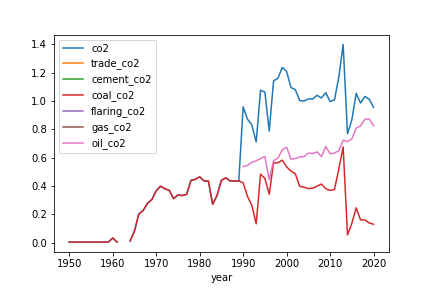 co2
trade_co2
cement_co2
coal_co2
flaring_co2
gas_co2
oil_co2
1.4
1.2
1.0
0.8
0.6
0.4
0.2
0.0
1950 1960 1970 1980 1990 2000 2010 2020
year